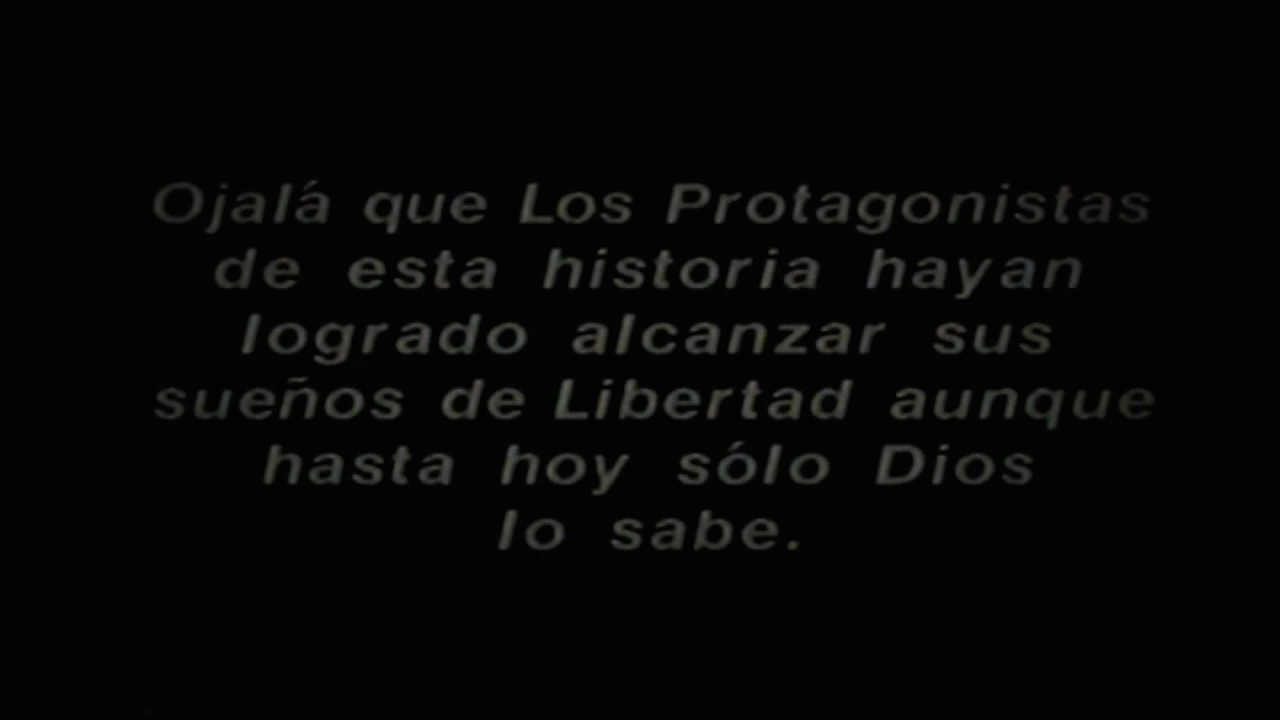 Ojalá que Los Protagonistas
de esta historia hayan
logrado alcanzar sus
sueños de Libertad aunque
hasta hoy sólo Dios
lo sabe.